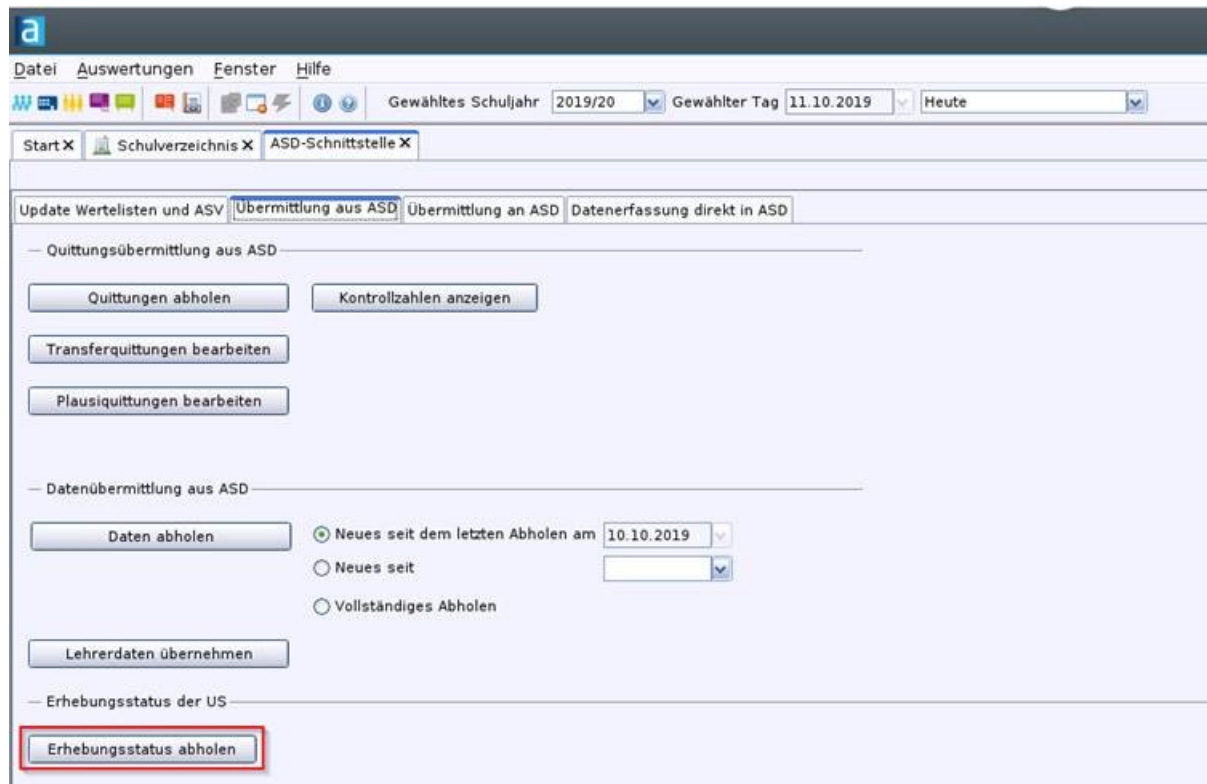 a
Datei Auswertungen Fenster Hilfe
Gewähltes Schuljahr 2019/20 Gewählter Tag 11.10.2019 Heute
Start X Schulverzeichnis X ASD-Schnittstelle X
Update Wertelisten und ASV Übermittlung aus ASD Übermittlung an ASD Datenerfassung direkt in ASD
Quittungsübermittlung aus ASD
Quittungen abholen Kontrollzahlen anzeigen
Transferquittungen bearbeiten
Plausiquittungen bearbeiten
Datenübermittlung aus ASD
Daten abholen Neues seit dem letzten Abholen am 10.10.2019
Neues seit
Vollständiges Abholen
Lehrerdaten übernehmen
Erhebungsstatus der US
Erhebungsstatus abholen